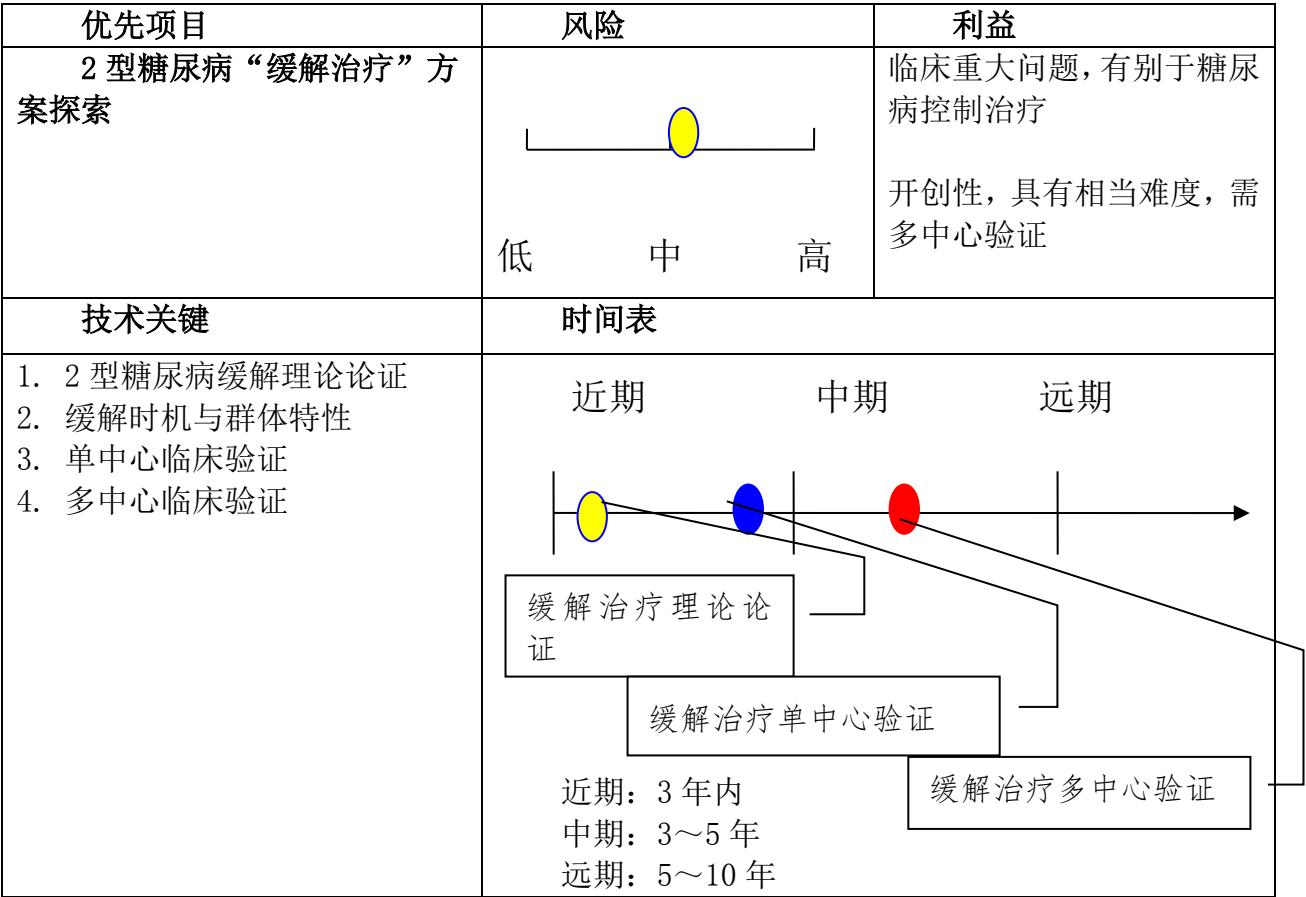 优先项目
风险
利益
2型糖尿病“缓解治疗”方
案探索
低 中 高
临床重大问题，有别于糖尿
病控制治疗
开创性，具有相当难度，需
多中心验证
技术关键
时间表
1. 2型糖尿病缓解理论论证
2. 缓解时机与群体特性
3. 单中心临床验证
4. 多中心临床验证
近期 中期 远期
缓解治疗理论论
证
缓解治疗单中心验证
缓解治疗多中心验证
近期：3年内
中期：3～5年
远期：5～10年